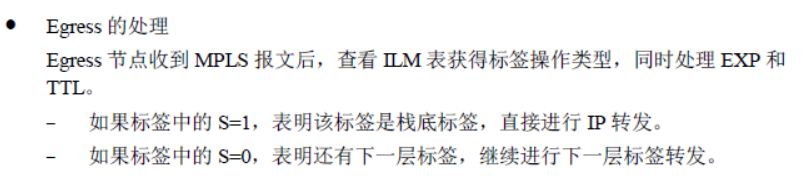 ● Egress 的处理
Egress 节点收到 MPLS 报文后，查看 ILM 表获得标签操作类型，同时处理 EXP 和
TTL。
– 如果标签中的 S=1，表明该标签是栈底标签，直接进行 IP 转发。
– 如果标签中的 S=0，表明还有下一层标签，继续进行下一层标签转发。